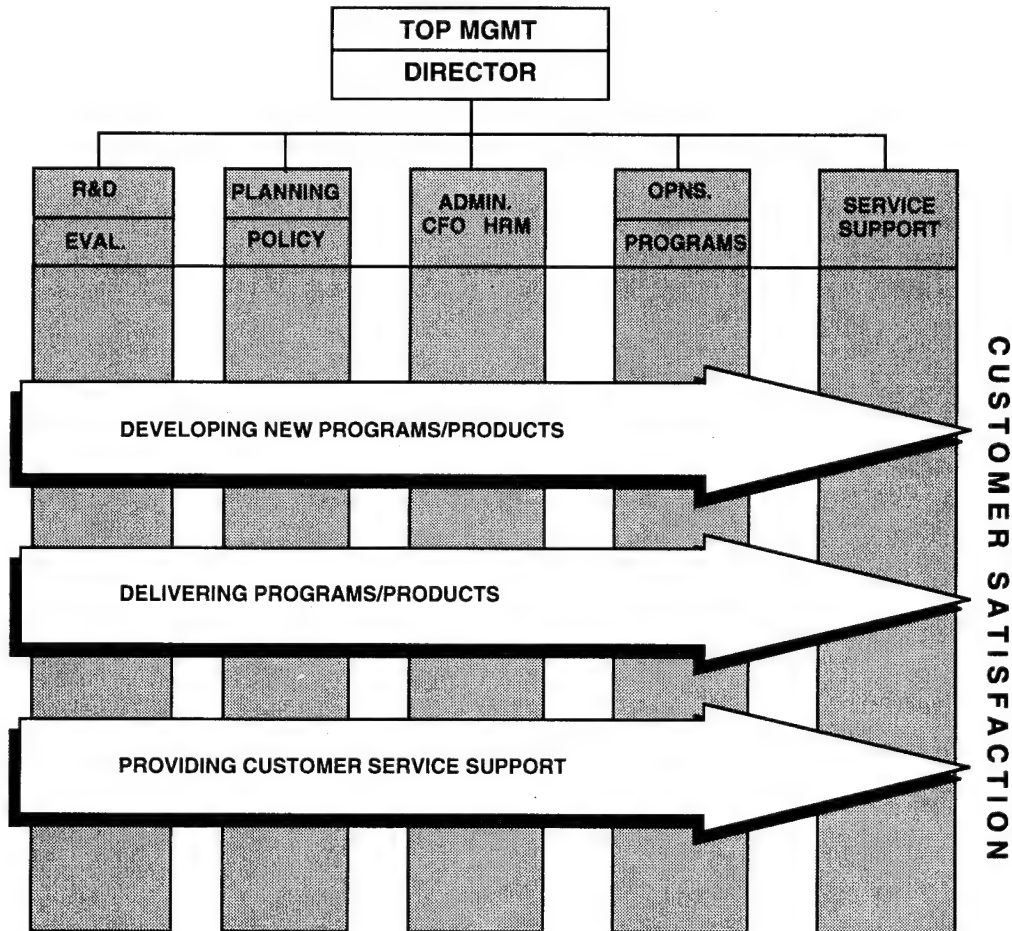 TOP MGMT
DIRECTOR
R&D
EVAL.
PLANNING
POLICY
ADMIN.
CFO HRM
OPNS.
PROGRAMS
SERVICE
SUPPORT
DEVELOPING NEW PROGRAMS/PRODUCTS
DELIVERING PROGRAMS/PRODUCTS
PROVIDING CUSTOMER SERVICE SUPPORT
CUSTOMER SATISFACTION